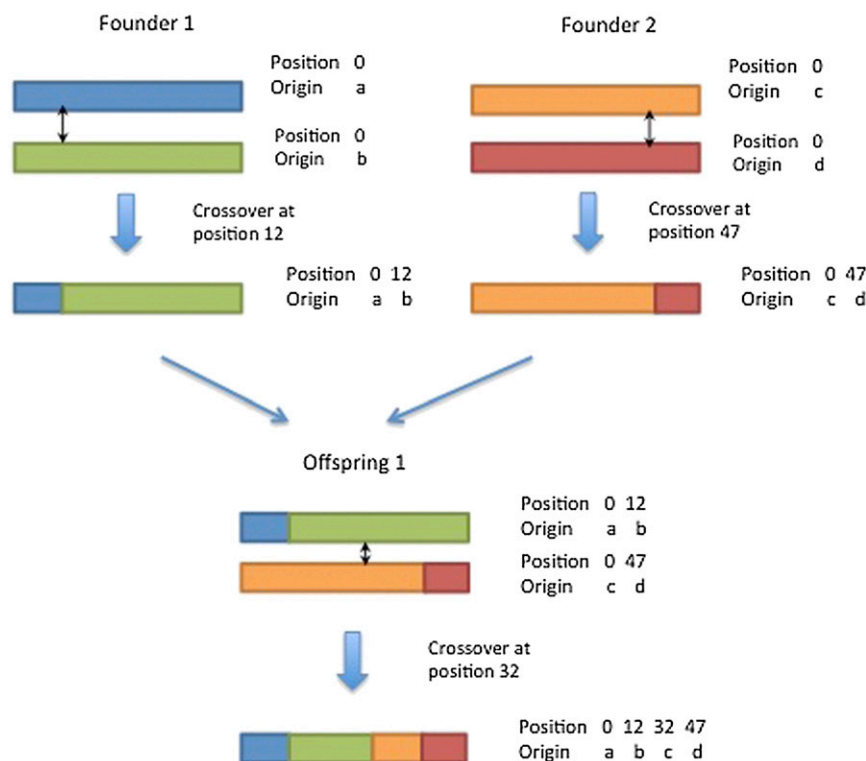 Founder 1
Founder 2
Position 0
Origin a
Position 0
Origin b
Position 0
Origin c
Position 0
Origin d
Crossover at
position 12
Crossover at
position 47
Position 0 12
Origin a b
Position 0 47
Origin c d
Offspring 1
Position 0 12
Origin a b
Position 0 47
Origin c d
Crossover at
position 32
Position 0 12 32 47
Origin a b c d